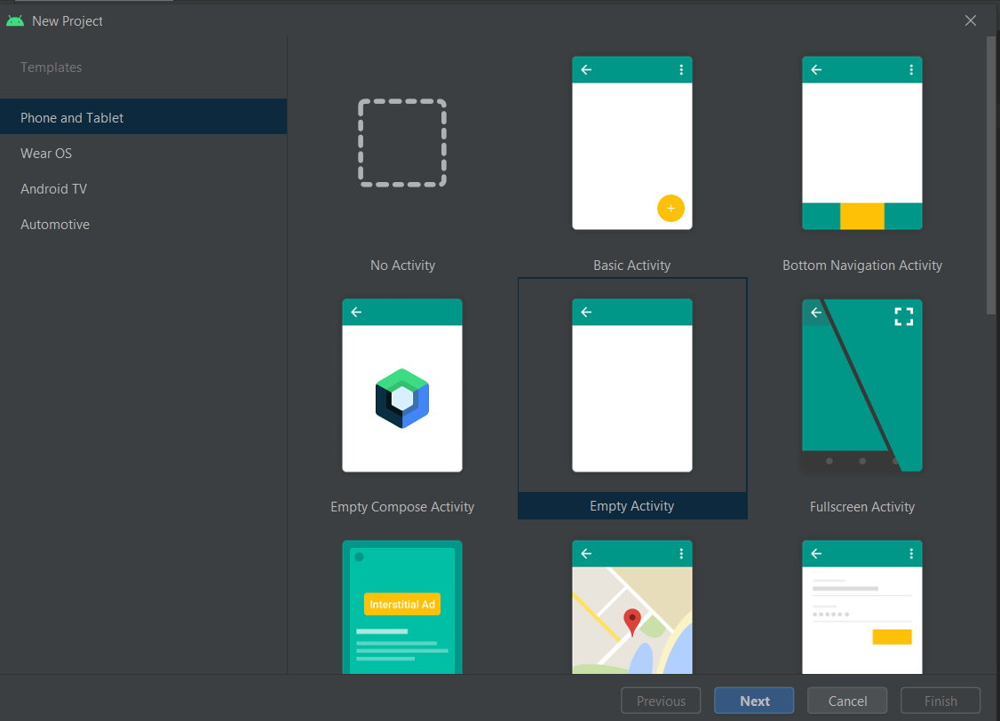 New Project
Templates
Phone and Tablet
Wear OS
Android TV
Automotive
No Activity
Basic Activity
Bottom Navigation Activity
Empty Compose Activity
Empty Activity
Fullscreen Activity
Interstitial Ad
Previous
Next
Cancel
Finish